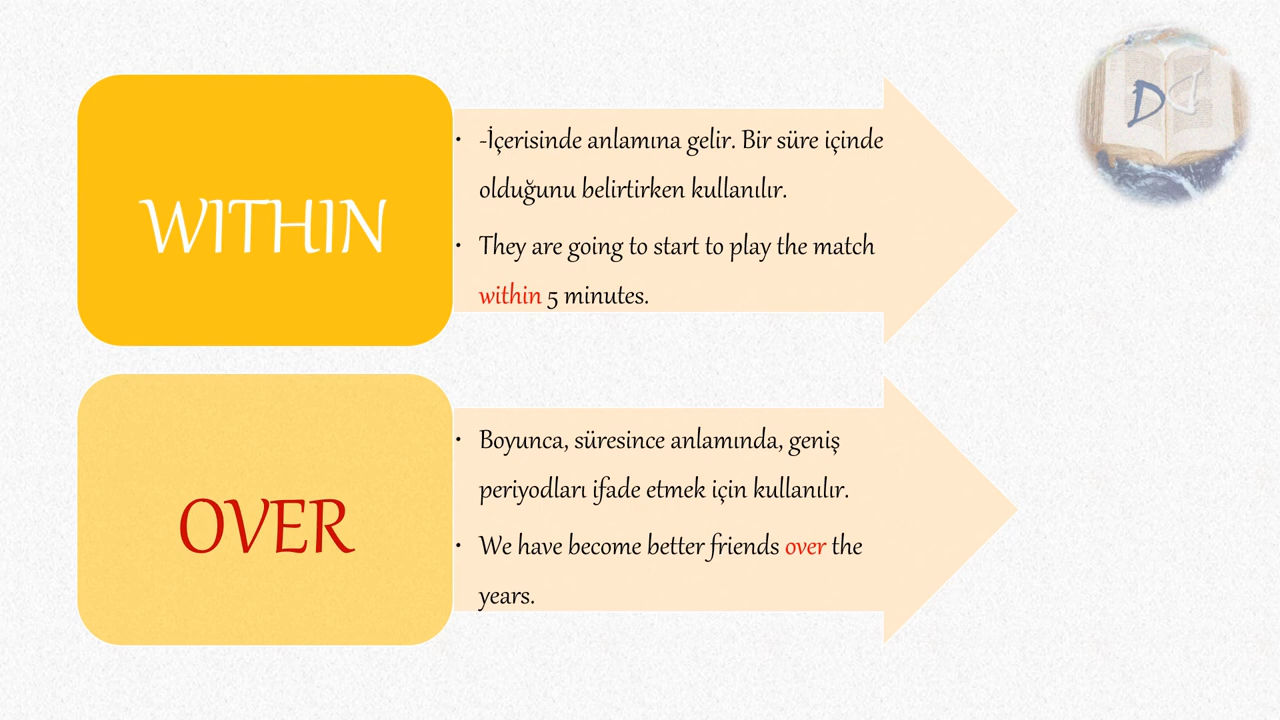 WITHIN
• -İçerisinde anlamına gelir. Bir süre içinde
olduğunu belirtirken kullanılır.
• They are going to start to play the match
within 5 minutes.
OVER
• Boyunca, süresince anlamında, geniş
periyodları ifade etmek için kullanılır.
• We have become better friends over the
years.